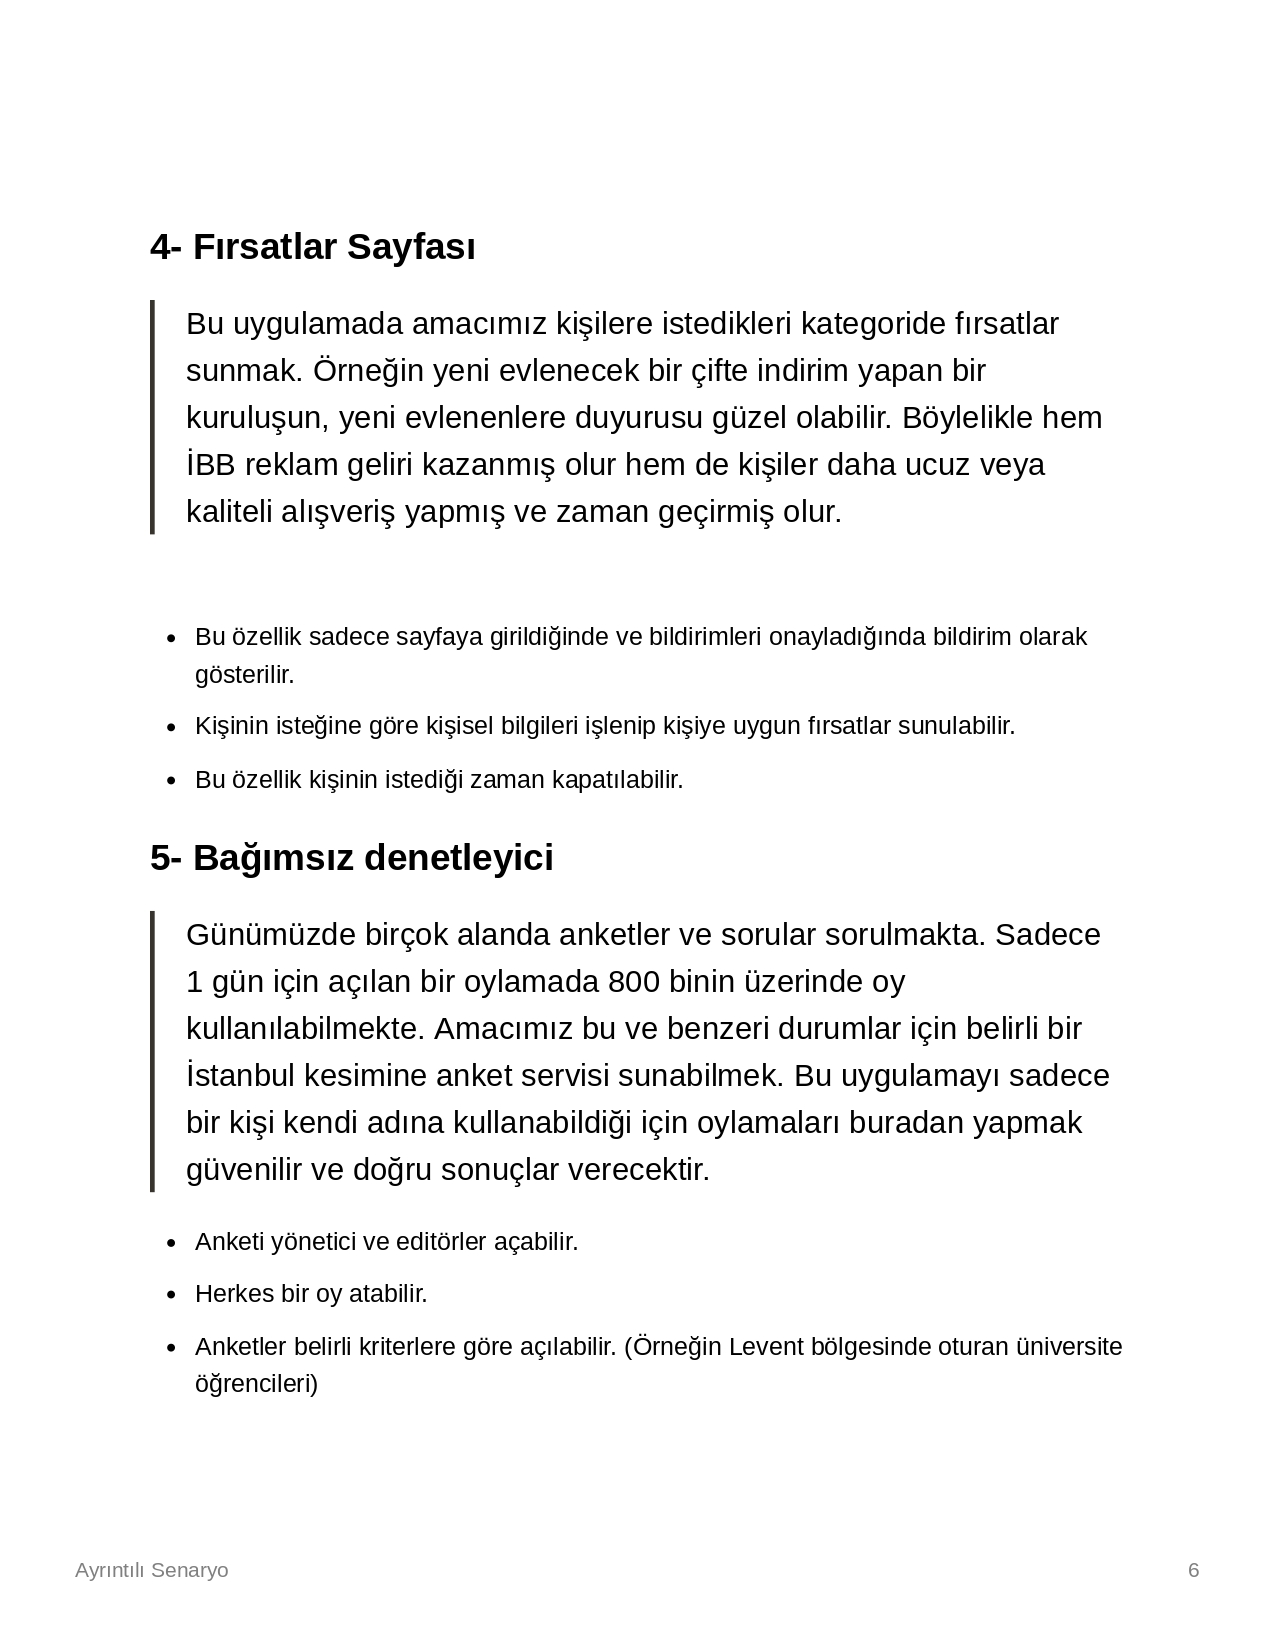 4- Fırsatlar Sayfası
Bu uygulamada amacımız kişilere istedikleri kategoride fırsatlar
sunmak. Örneğin yeni evlenecek bir çifte indirim yapan bir
kuruluşun, yeni evlenenlere duyurusu güzel olabilir. Böylelikle hem
İBB reklam geliri kazanmış olur hem de kişiler daha ucuz veya
kaliteli alışveriş yapmış ve zaman geçirmiş olur.
• Bu özellik sadece sayfaya girildiğinde ve bildirimleri onayladığında bildirim olarak
gösterilir.
• Kişinin isteğine göre kişisel bilgileri işlenip kişiye uygun fırsatlar sunulabilir.
• Bu özellik kişinin istediği zaman kapatılabilir.
5- Bağımsız denetleyici
Günümüzde birçok alanda anketler ve sorular sorulmakta. Sadece
1 gün için açılan bir oylamada 800 binin üzerinde oy
kullanılabilmekte. Amacımız bu ve benzeri durumlar için belirli bir
İstanbul kesimine anket servisi sunabilmek. Bu uygulamayı sadece
bir kişi kendi adına kullanabildiği için oylamaları buradan yapmak
güvenilir ve doğru sonuçlar verecektir.
• Anketi yönetici ve editörler açabilir.
• Herkes bir oy atabilir.
• Anketler belirli kriterlere göre açılabilir. (Örneğin Levent bölgesinde oturan üniversite
öğrencileri)
Ayrıntılı Senaryo 6